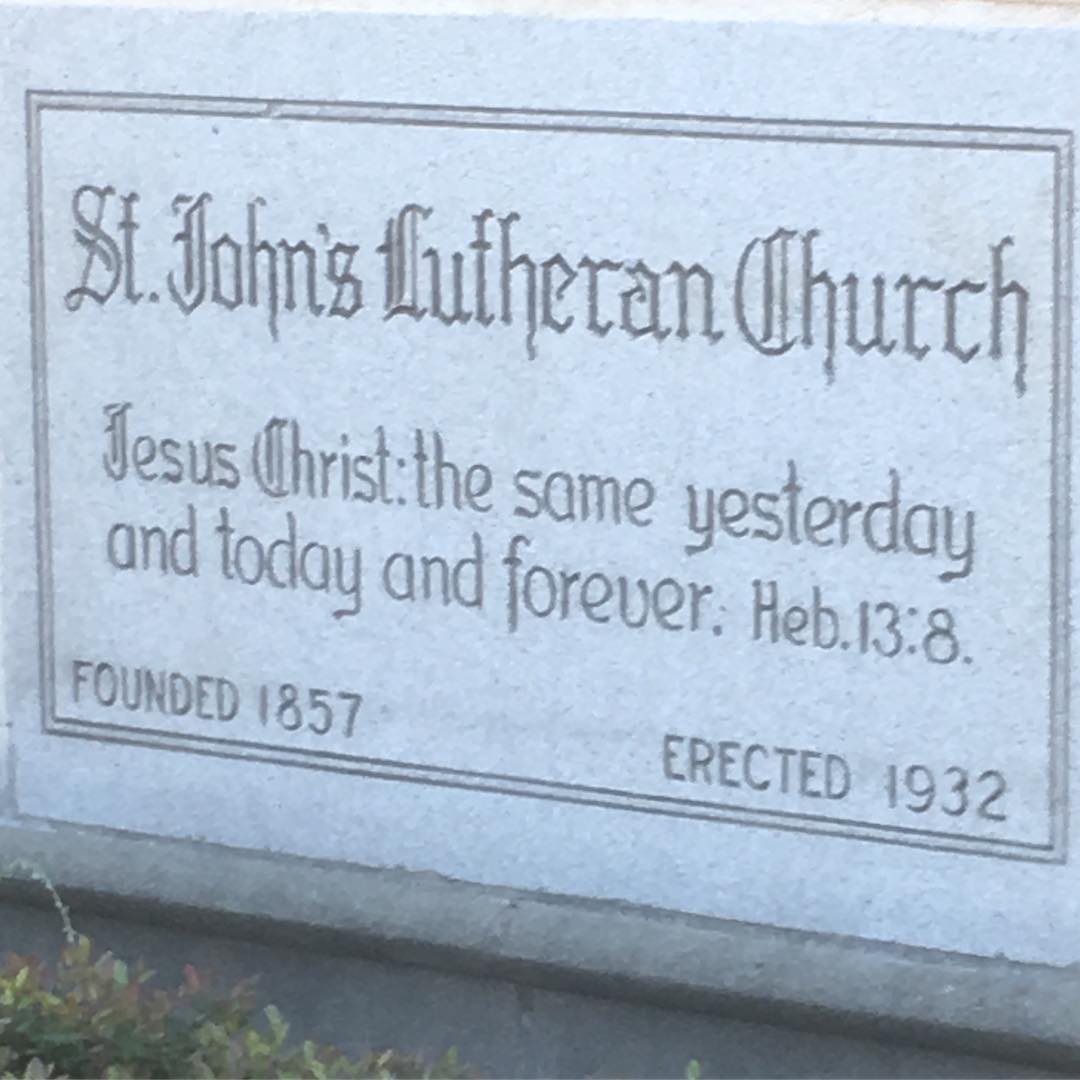 St. John's Lutheran Church
Jesus Christ: the same yesterday
and today and forever. Heb. 13:8.
FOUNDED 1857
ERECTED 1932